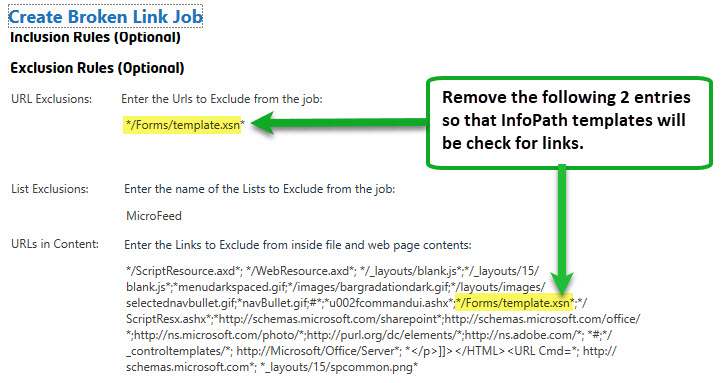 Create Broken Link Job
Inclusion Rules (Optional)
Exclusion Rules (Optional)
URL Exclusions: Enter the Urls to Exclude from the job:
*/Forms/template.xsn*
Remove the following 2 entries
so that InfoPath templates will
be check for links.
List Exclusions: Enter the name of the Lists to Exclude from the job:
MicroFeed
URLs in Content: Enter the Links to Exclude from inside file and web page contents:
*/ScriptResource.axd*; */WebResource.axd*; */_layouts/blank.js*;*/_layouts/15/
blank.js*;*menudarkspaced.gif;*/images/bargradationdark.gif;*/layouts/images/
selectednavbullet.gif;*navBullet.gif;#*;*u002fcommandui.ashx*;*/Forms/template.xsn*;*/
ScriptResx.ashx*;*http://schemas.microsoft.com/sharepoint*;http://schemas.microsoft.com/office/
*;http://ns.microsoft.com/photo/*;http://purl.org/dc/elements/*;http://ns.adobe.com/*; *#;*/
_controltemplates/*; http://Microsoft/Office/Server*; *</p>]]></HTML><URL Cmd=*; http://
schemas.microsoft.com*; *_layouts/15/spcommon.png*